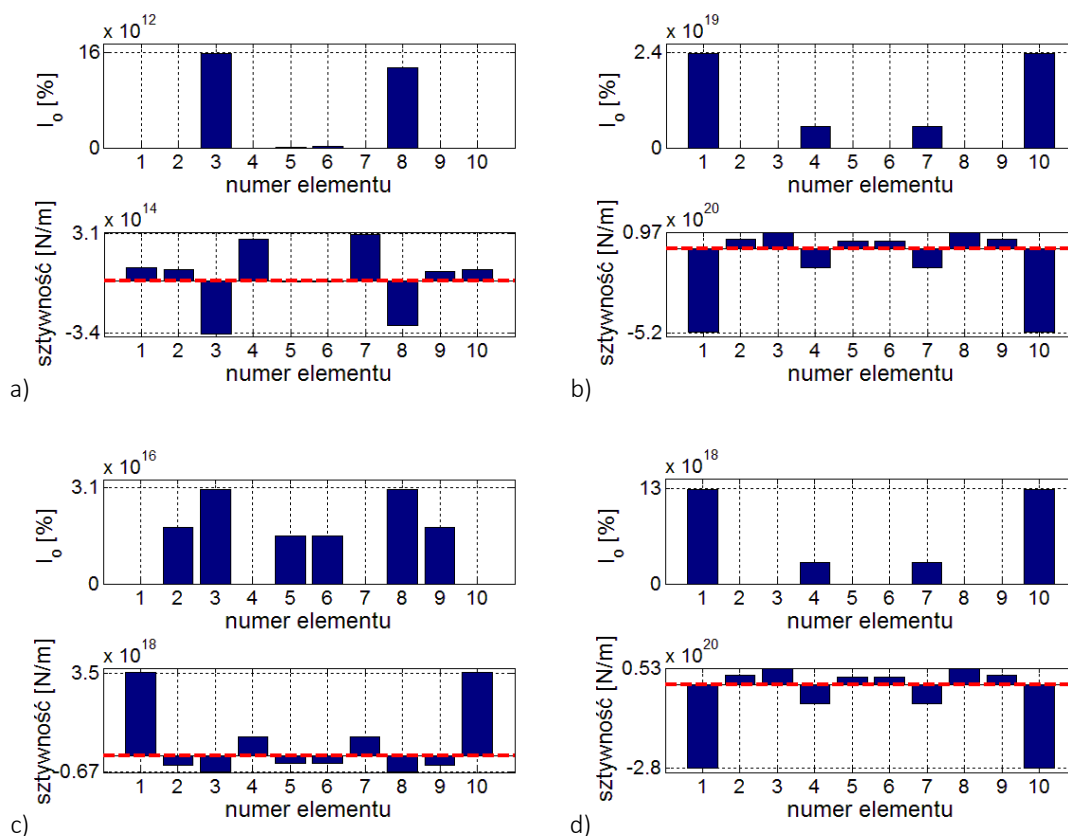 x 10^12
16
0
I_o [%]
1 2 3 4 5 6 7 8 9 10
numer elementu
x 10^14
3.1
-3.4
sztywność [N/m]
1 2 3 4 5 6 7 8 9 10
numer elementu
a)
x 10^19
2.4
0
I_o [%]
1 2 3 4 5 6 7 8 9 10
numer elementu
x 10^20
0.97
-5.2
sztywność [N/m]
1 2 3 4 5 6 7 8 9 10
numer elementu
b)
x 10^16
3.1
0
I_o [%]
1 2 3 4 5 6 7 8 9 10
numer elementu
x 10^18
3.5
-0.67
sztywność [N/m]
1 2 3 4 5 6 7 8 9 10
numer elementu
c)
x 10^18
13
0
I_o [%]
1 2 3 4 5 6 7 8 9 10
numer elementu
x 10^20
0.53
-2.8
sztywność [N/m]
1 2 3 4 5 6 7 8 9 10
numer elementu
d)